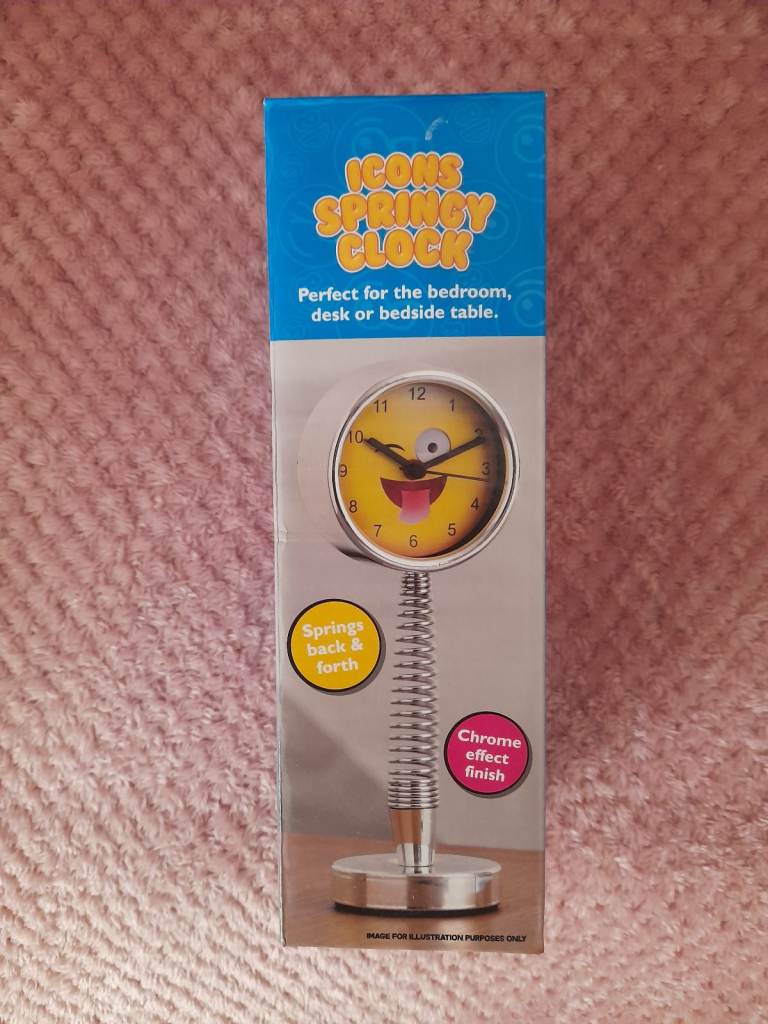 ICONS
SPRINGY
CLOCK
Perfect for the bedroom,
desk or bedside table.
12
11 1
10 2
9 3
8 4
7 5
6
Springs
back &
forth
Chrome
effect
finish
IMAGE FOR ILLUSTRATION PURPOSES ONLY